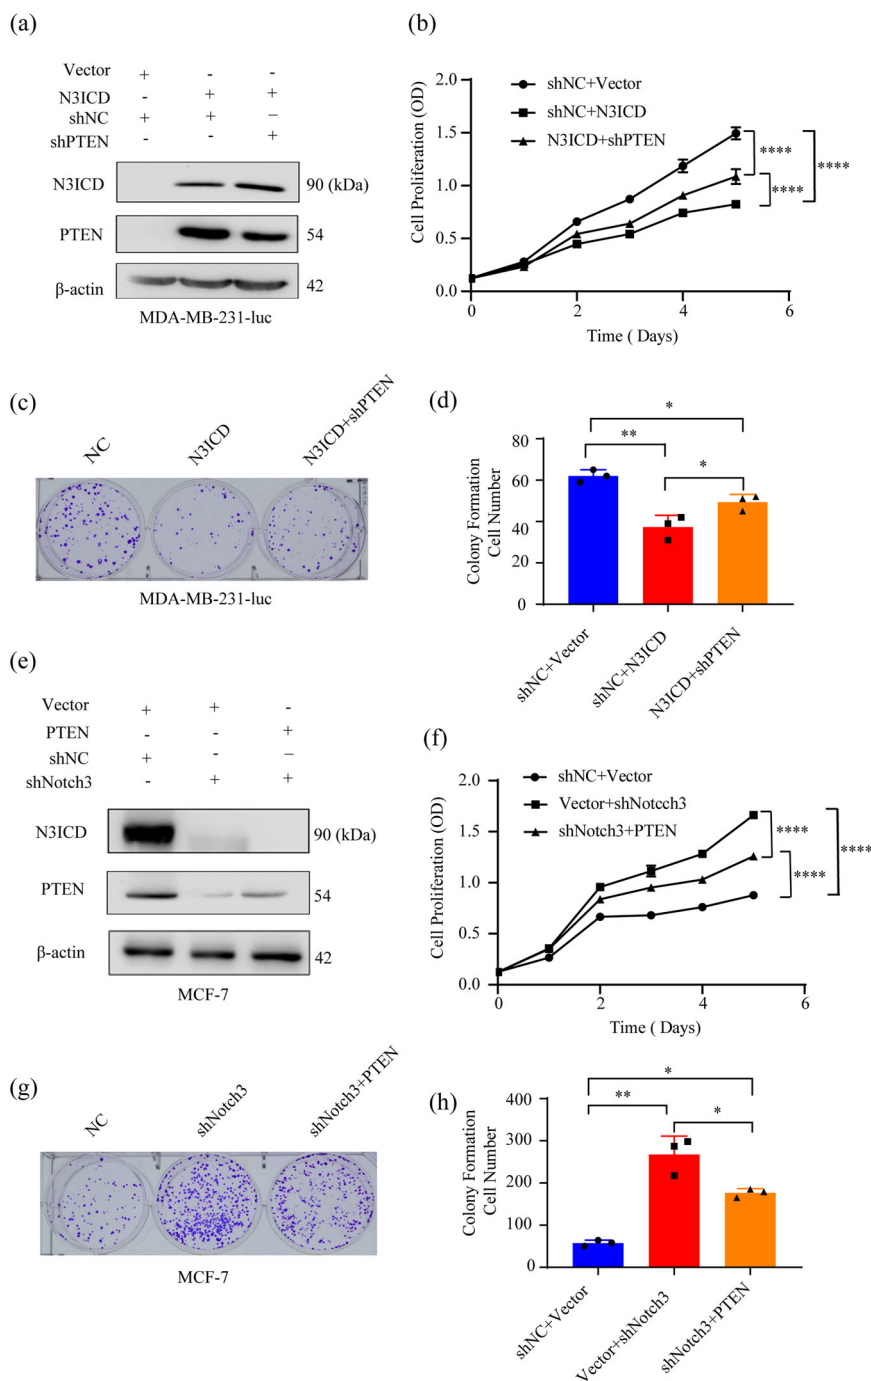 (a)
Vector + - -
N3ICD - + +
shNC + + –
shPTEN - - +
N3ICD 90 (kDa)
PTEN 54
β-actin 42
MDA-MB-231-luc
(b)
Cell Proliferation (OD)
2.0
1.5
1.0
0.5
0.0
0 2 4 6
Time ( Days)
shNC+Vector
shNC+N3ICD
N3ICD+shPTEN
****
****
****
(c)
NC
N3ICD
N3ICD+shPTEN
MDA-MB-231-luc
(d)
Colony Formation
Cell Number
80
60
40
20
0
*
**
*
shNC+Vector
shNC+N3ICD
N3ICD+shPTEN
(e)
Vector + + -
PTEN - - +
shNC + - –
shNotch3 - + +
N3ICD 90 (kDa)
PTEN 54
β-actin 42
MCF-7
(f)
Cell Proliferation (OD)
2.0
1.5
1.0
0.5
0.0
0 2 4 6
Time ( Days)
shNC+Vector
Vector+shNotcch3
shNotch3+PTEN
****
****
****
(g)
NC
shNotch3
shNotch3+PTEN
MCF-7
(h)
Colony Formation
Cell Number
400
300
200
100
0
*
**
*
shNC+Vector
Vector+shNotch3
shNotch3+PTEN